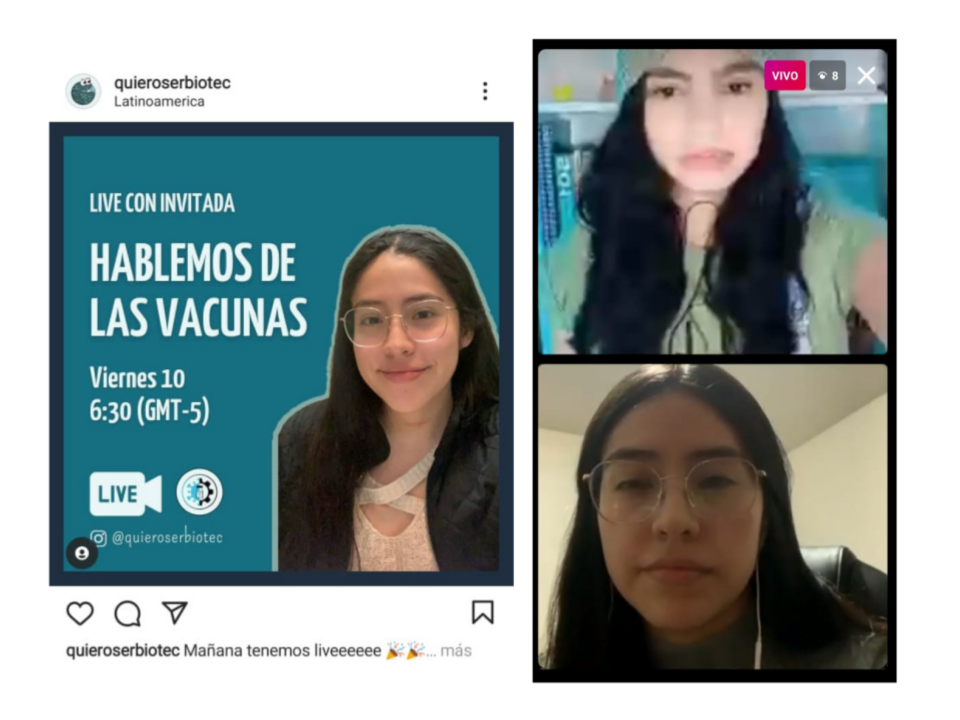 quieroserbiotec
Latinoamerica
LIVE CON INVITADA
HABLEMOS DE
LAS VACUNAS
Viernes 10
6:30 (GMT-5)
LIVE
@quieroserbiotec
quieroserbiotec Mañana tenemos liveeeeee 🎉🎉... más
VIVO 8